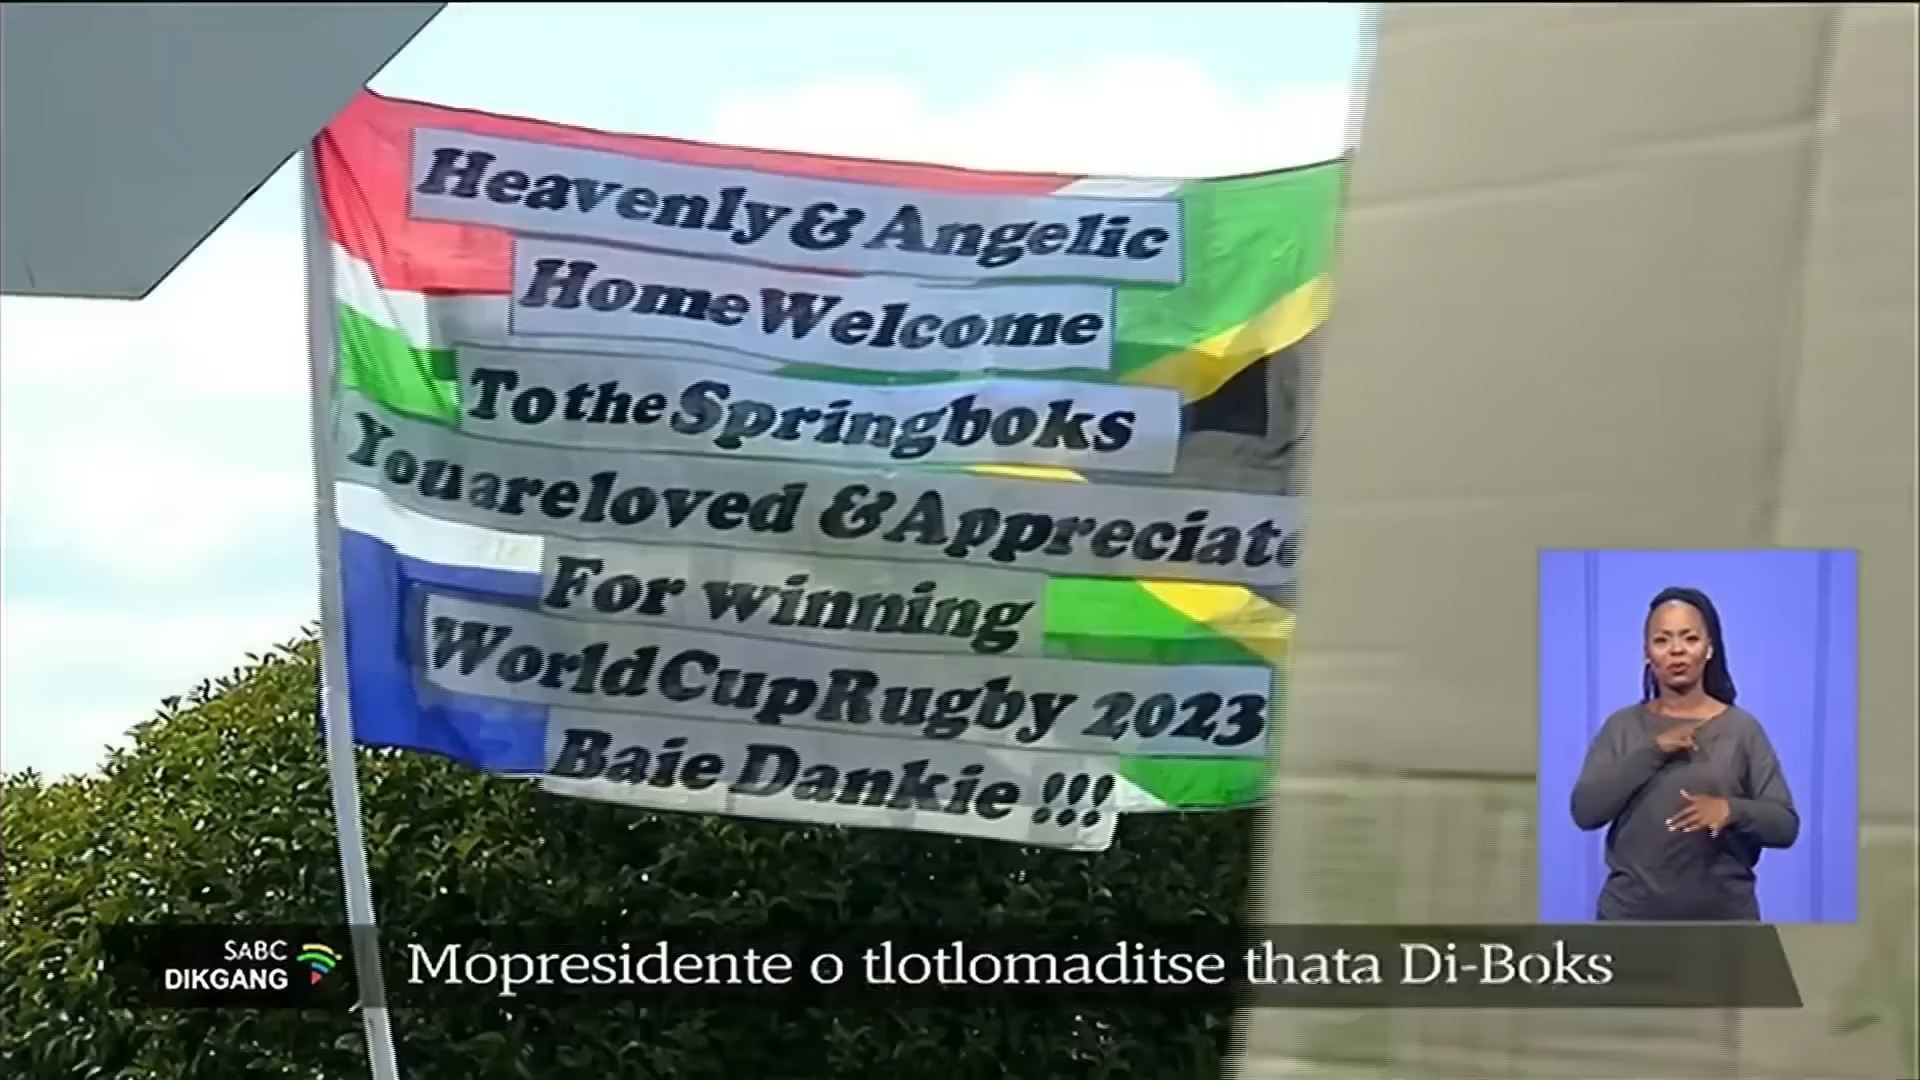 Heavenly & Angelic
Home Welcome
To the Springboks
You are loved & Appreciate
For winning
World Cup Rugby 2023
Baie Dankie !!!
SABC
DIKGANG
Mopresidente o tlotlomaditse thata Di-Boks